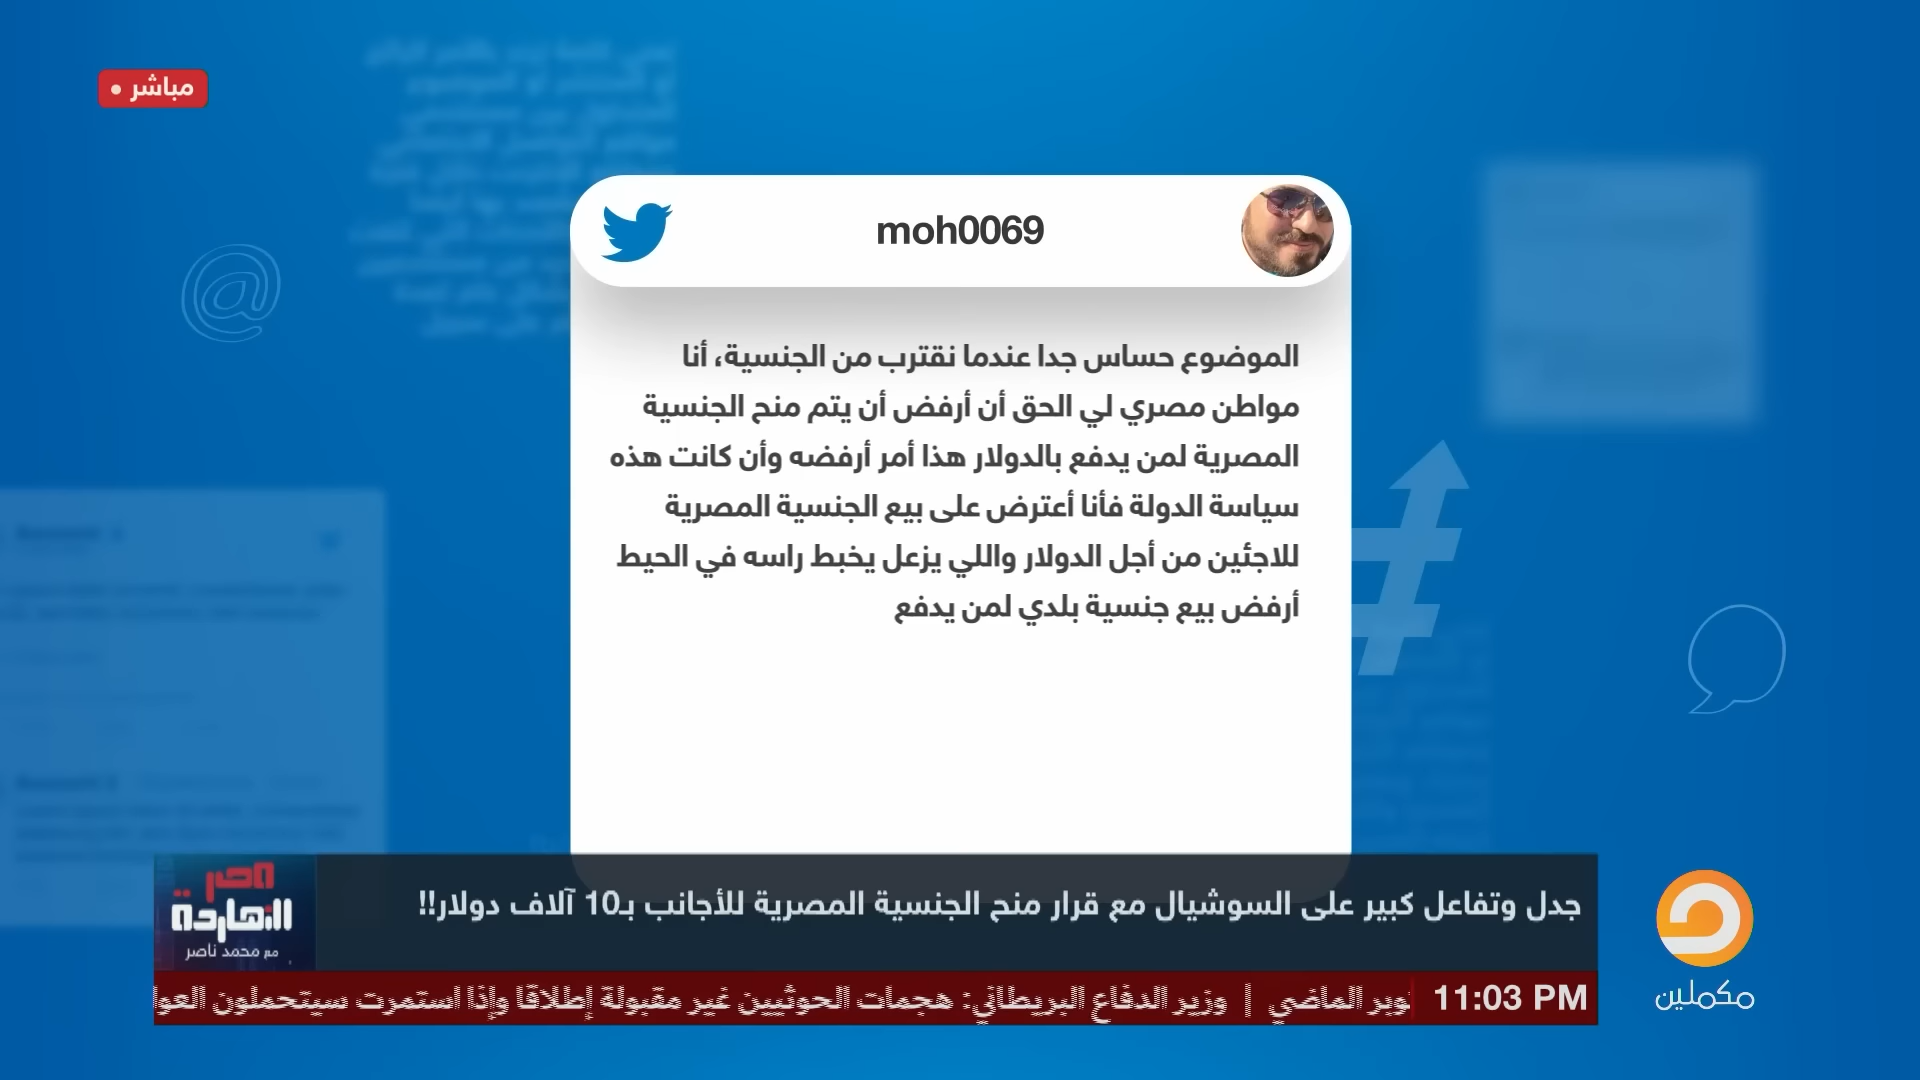 مباشر
moh0069
الموضوع حساس جدا عندما نقترب من الجنسية، أنا
مواطن مصري لي الحق أن أرفض أن يتم منح الجنسية
المصرية لمن يدفع بالدولار هذا أمر أرفضه وأن كانت هذه
سياسة الدولة فأنا أعترض على بيع الجنسية المصرية
للاجئين من أجل الدولار واللي يزعل يخبط راسه في الحيط
أرفض بيع جنسية بلدي لمن يدفع
جدل وتفاعل كبير على السوشيال مع قرار منح الجنسية المصرية للأجانب بـ10 آلاف دولار!!
مصر
النهاردة
مع محمد ناصر
11:03 PM
الماضي | وزير الدفاع البريطاني: هجمات الحوثيين غير مقبولة إطلاقا وإذا استمرت سيتحملون
مكملين